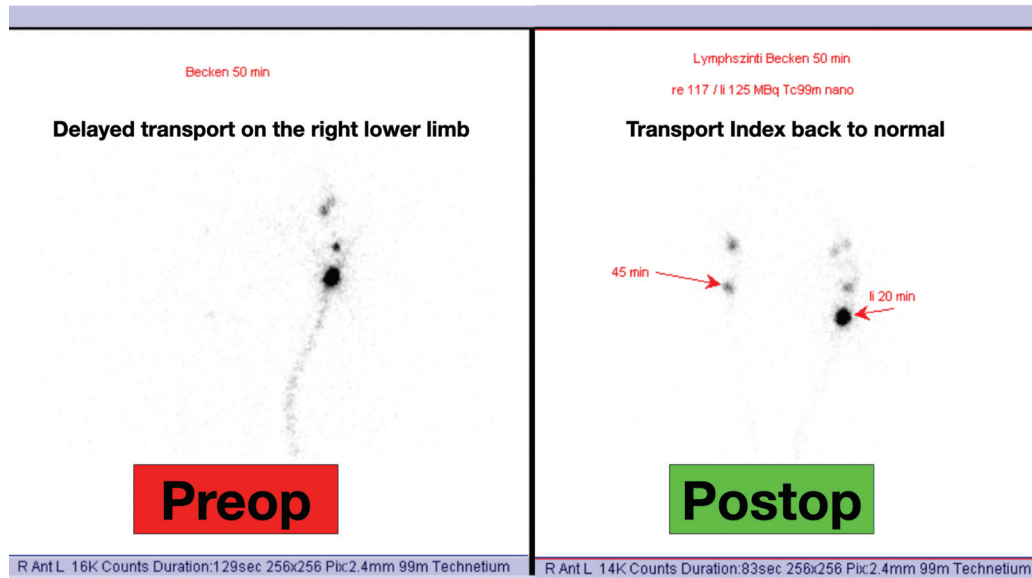 Becken 50 min
Delayed transport on the right lower limb
Preop
R Ant L 16K Counts Duration:129sec 256x256 Pix:2.4mm 99m Technetium
Lymphszinti Becken 50 min
re 117 / li 125 MBq Tc99m nano
Transport Index back to normal
45 min
li 20 min
Postop
R Ant L 14K Counts Duration:83sec 256x256 Pix:2.4mm 99m Technetium